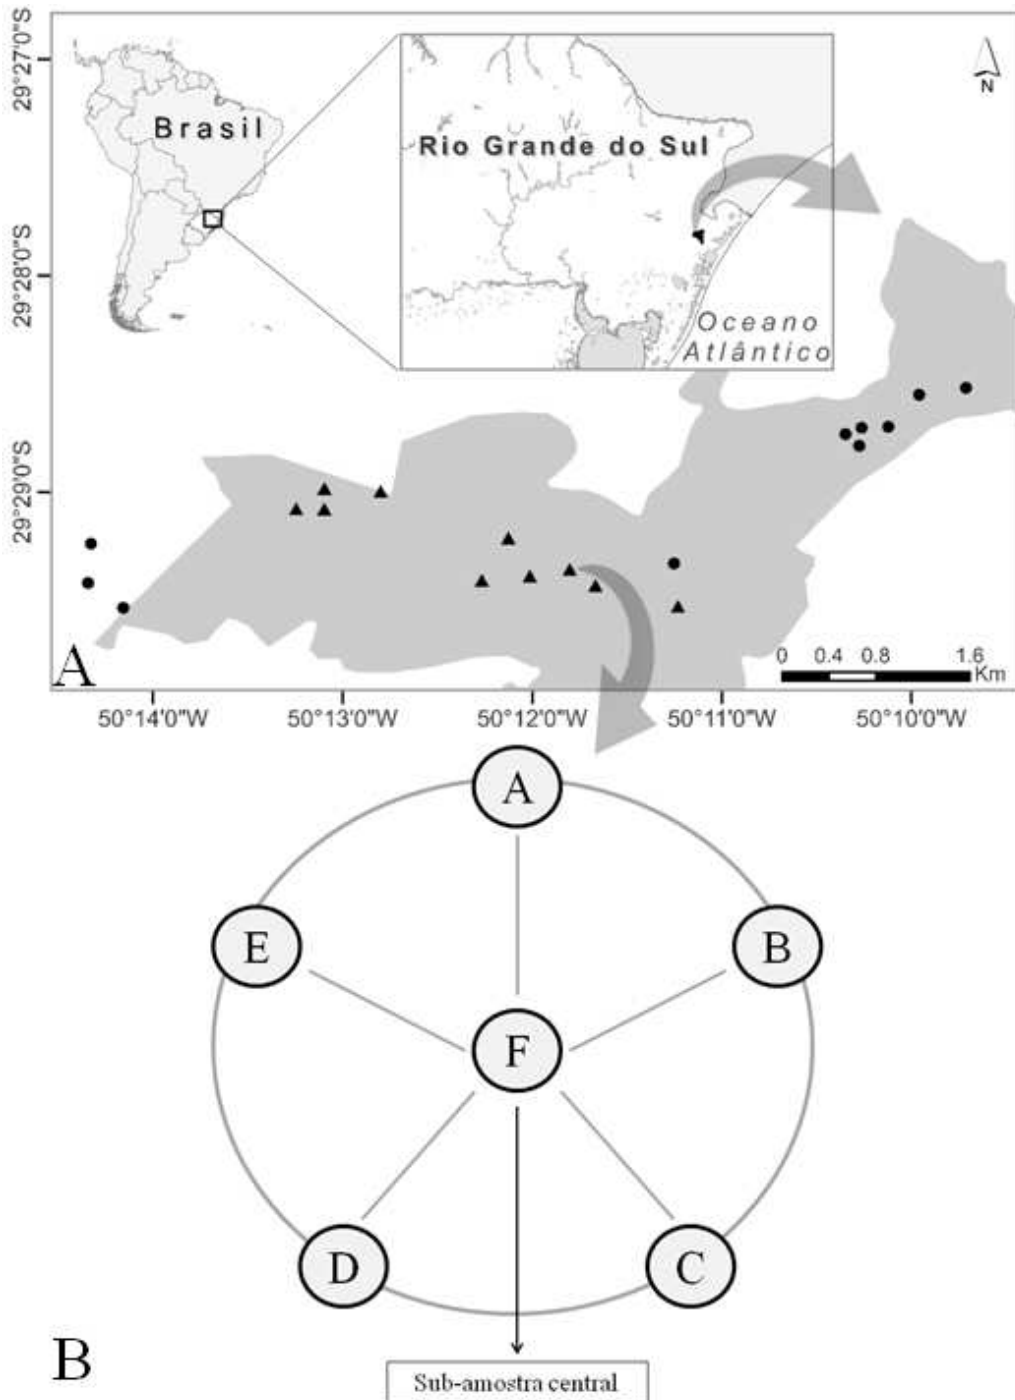 29°27'0"S
29°28'0"S
29°29'0"S
Brasil
Rio Grande do Sul
Oceano
Atlântico
N
A
0 0.4 0.8 1.6
Km
50°14'0"W 50°13'0"W 50°12'0"W 50°11'0"W 50°10'0"W
A
E B
F
D C
B
Sub-amostra central